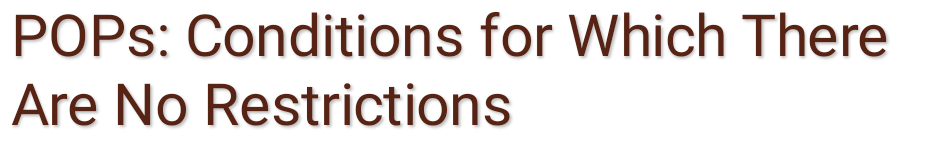 POPs: Conditions for Which There
Are No Restrictions